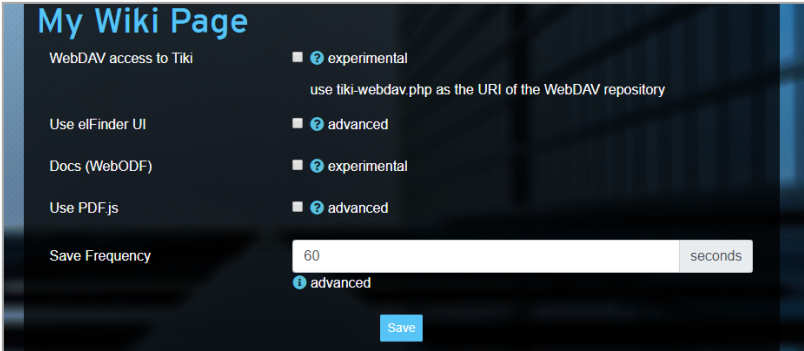 My Wiki Page
WebDAV access to Tiki ? experimental
use tiki-webdav.php as the URI of the WebDAV repository
Use elFinder UI ? advanced
Docs (WebODF) ? experimental
Use PDF.js ? advanced
Save Frequency 60 seconds
i advanced
Save